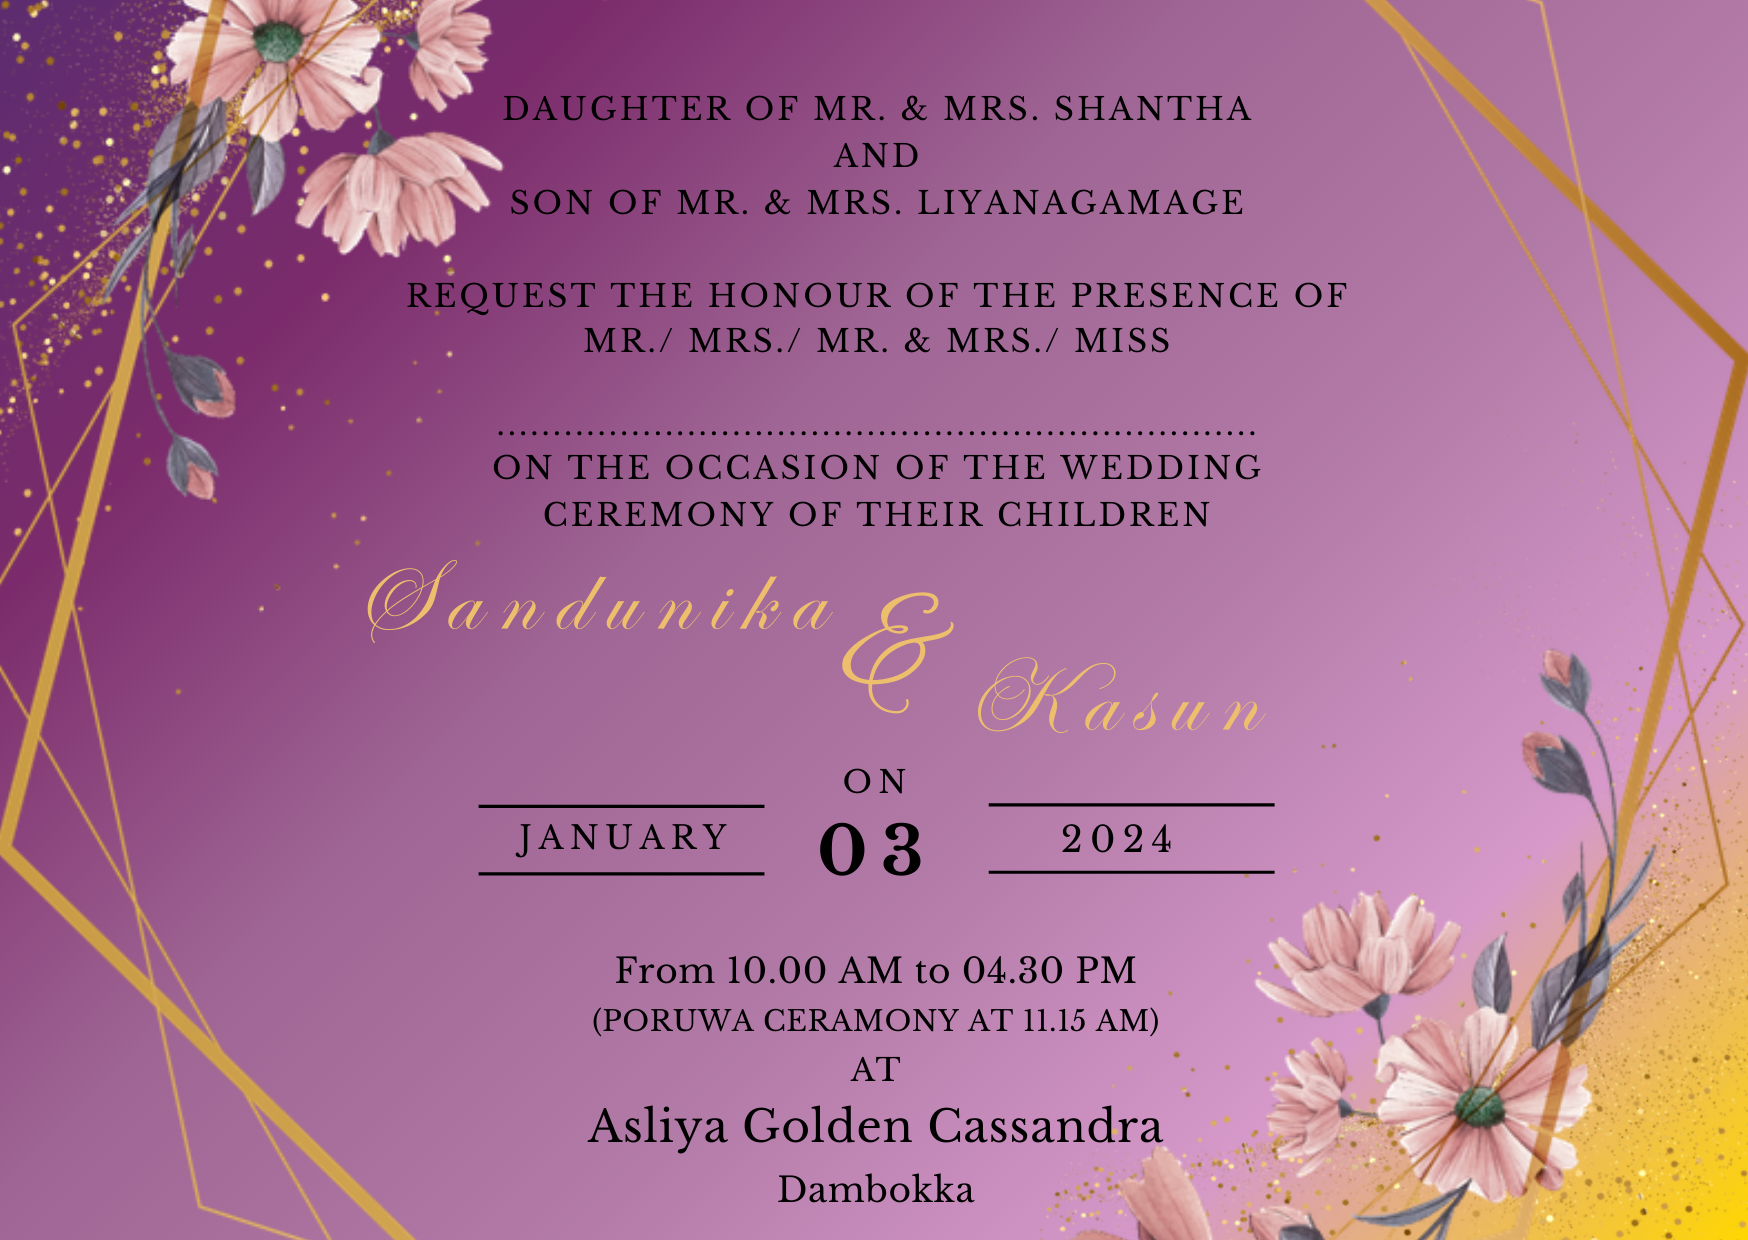 DAUGHTER OF MR. & MRS. SHANTHA
AND
SON OF MR. & MRS. LIYANAGAMAGE
REQUEST THE HONOUR OF THE PRESENCE OF
MR./ MRS./ MR. & MRS./ MISS
....................................................................
ON THE OCCASION OF THE WEDDING
CEREMONY OF THEIR CHILDREN
Sandunika
&
Kasun
ON
JANUARY 03 2024
From 10.00 AM to 04.30 PM
(PORUWA CERAMONY AT 11.15 AM)
AT
Asliya Golden Cassandra
Dambokka